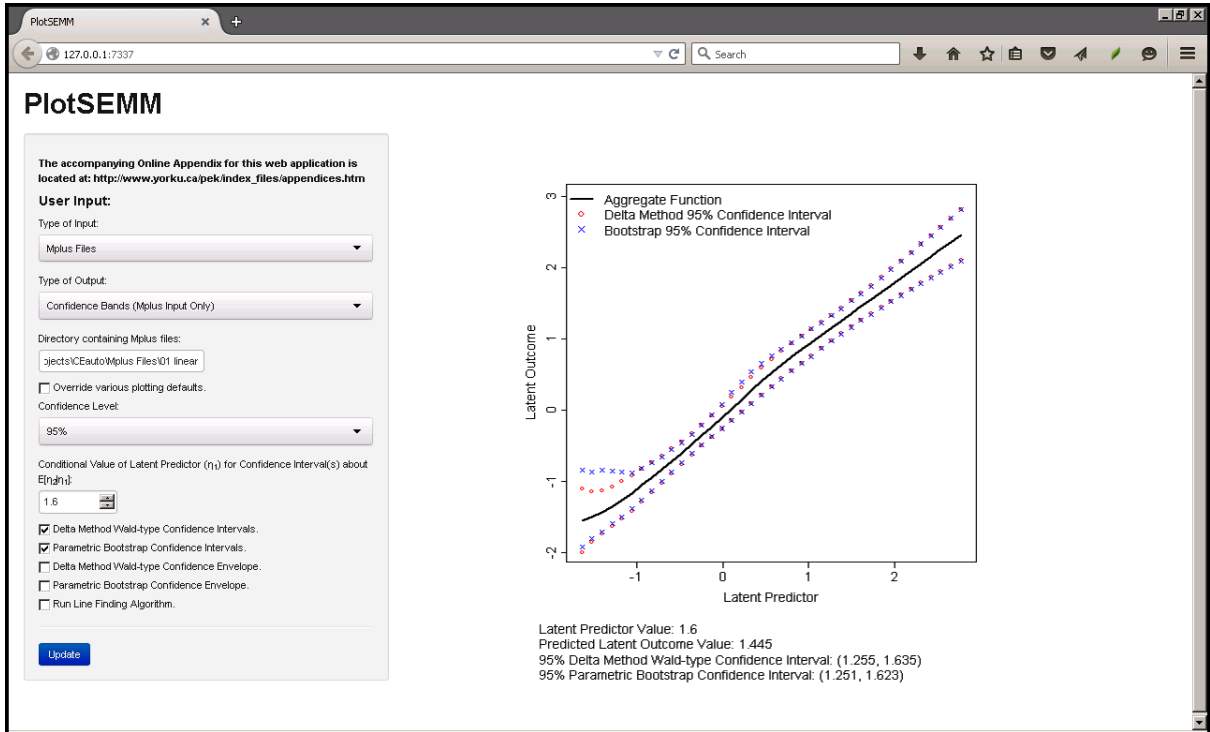 PlotSEMM
127.0.0.1:7337
Search
PlotSEMM
The accompanying Online Appendix for this web application is
located at: http://www.yorku.ca/pek/index_files/appendices.htm
User Input:
Type of Input:
Mplus Files
Type of Output:
Confidence Bands (Mplus Input Only)
Directory containing Mplus files:
ojects\CEauto\Mplus Files\01 linear
Override various plotting defaults.
Confidence Level:
95%
Conditional Value of Latent Predictor (η₁) for Confidence Interval(s) about
E[η₂|η₁]:
1.6
Delta Method Wald-type Confidence Intervals.
Parametric Bootstrap Confidence Intervals.
Delta Method Wald-type Confidence Envelope.
Parametric Bootstrap Confidence Envelope.
Run Line Finding Algorithm.
Update
Aggregate Function
Delta Method 95% Confidence Interval
Bootstrap 95% Confidence Interval
Latent Outcome
3
2
1
0
-1
-2
-1
0
1
2
Latent Predictor
Latent Predictor Value: 1.6
Predicted Latent Outcome Value: 1.445
95% Delta Method Wald-type Confidence Interval: (1.255, 1.635)
95% Parametric Bootstrap Confidence Interval: (1.251, 1.623)